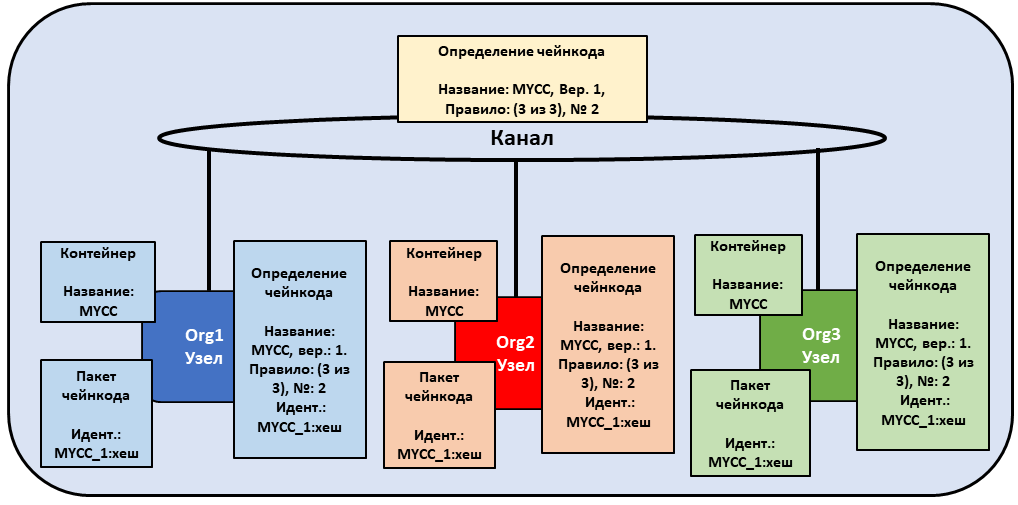 Определение чейнкода
Название: MYCC, Вер. 1,
Правило: (3 из 3), № 2
Канал
Контейнер
Название:
MYCC
Org1
Узел
Пакет
чейнкода
Идент.:
MYCC_1:хеш
Определение
чейнкода
Название:
MYCC, вер.: 1.
Правило: (3 из
3), №: 2
Идент.:
MYCC_1:хеш
Контейнер
Название:
MYCC
Org2
Узел
Пакет
чейнкода
Идент.:
MYCC_1:хеш
Определение
чейнкода
Название:
MYCC, вер.: 1.
Правило: (3 из
3), №: 2
Идент.:
MYCC_1:хеш
Контейнер
Название:
MYCC
Org3
Узел
Пакет
чейнкода
Идент.:
MYCC_1:хеш
Определение
чейнкода
Название:
MYCC, вер.: 1.
Правило: (3 из
3), №: 2
Идент.:
MYCC_1:хеш